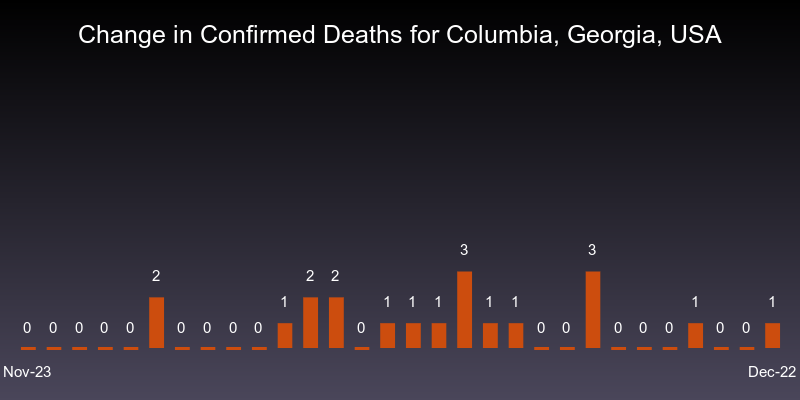 Change in Confirmed Deaths for Columbia, Georgia, USA
0 0 0 0 0 2 0 0 0 0 1 2 2 0 1 1 1 3 1 1 0 0 3 0 0 0 1 0 0 1
Nov-23 Dec-22